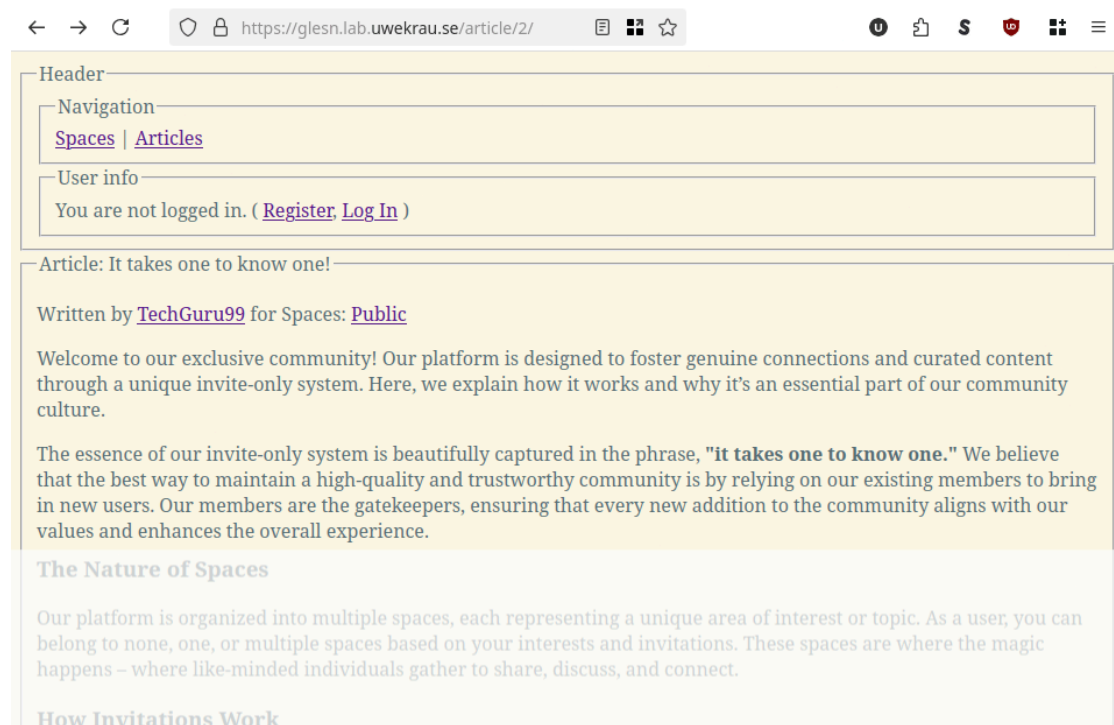 https://glesn.lab.uwekrau.se/article/2/
Header
Navigation
Spaces | Articles
User info
You are not logged in. ( Register, Log In )
Article: It takes one to know one!
Written by TechGuru99 for Spaces: Public
Welcome to our exclusive community! Our platform is designed to foster genuine connections and curated content
through a unique invite-only system. Here, we explain how it works and why it’s an essential part of our community
culture.
The essence of our invite-only system is beautifully captured in the phrase, "it takes one to know one." We believe
that the best way to maintain a high-quality and trustworthy community is by relying on our existing members to bring
in new users. Our members are the gatekeepers, ensuring that every new addition to the community aligns with our
values and enhances the overall experience.
The Nature of Spaces
Our platform is organized into multiple spaces, each representing a unique area of interest or topic. As a user, you can
belong to none, one, or multiple spaces based on your interests and invitations. These spaces are where the magic
happens – where like-minded individuals gather to share, discuss, and connect.
How Invitations Work